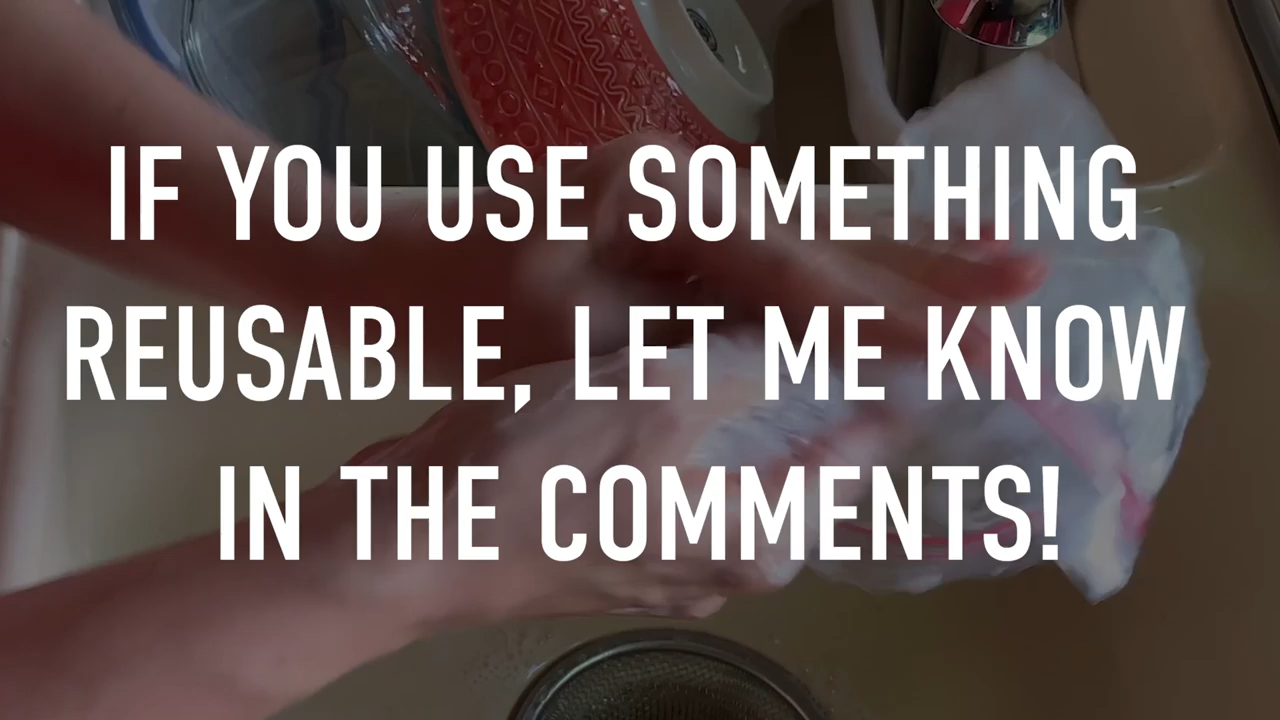 IF YOU USE SOMETHING
REUSABLE, LET ME KNOW
IN THE COMMENTS!